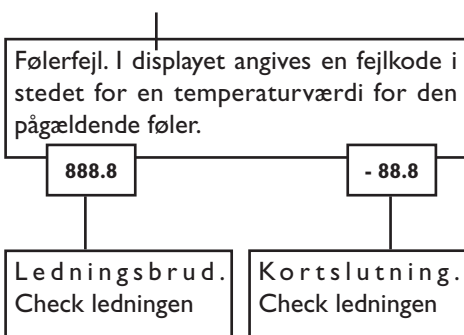 Følerfejl. I displayet angives en fejlkode i
stedet for en temperaturværdi for den
pågældende føler.
888.8
- 88.8
Ledningsbrud.
Check ledningen
Kortslutning.
Check ledningen